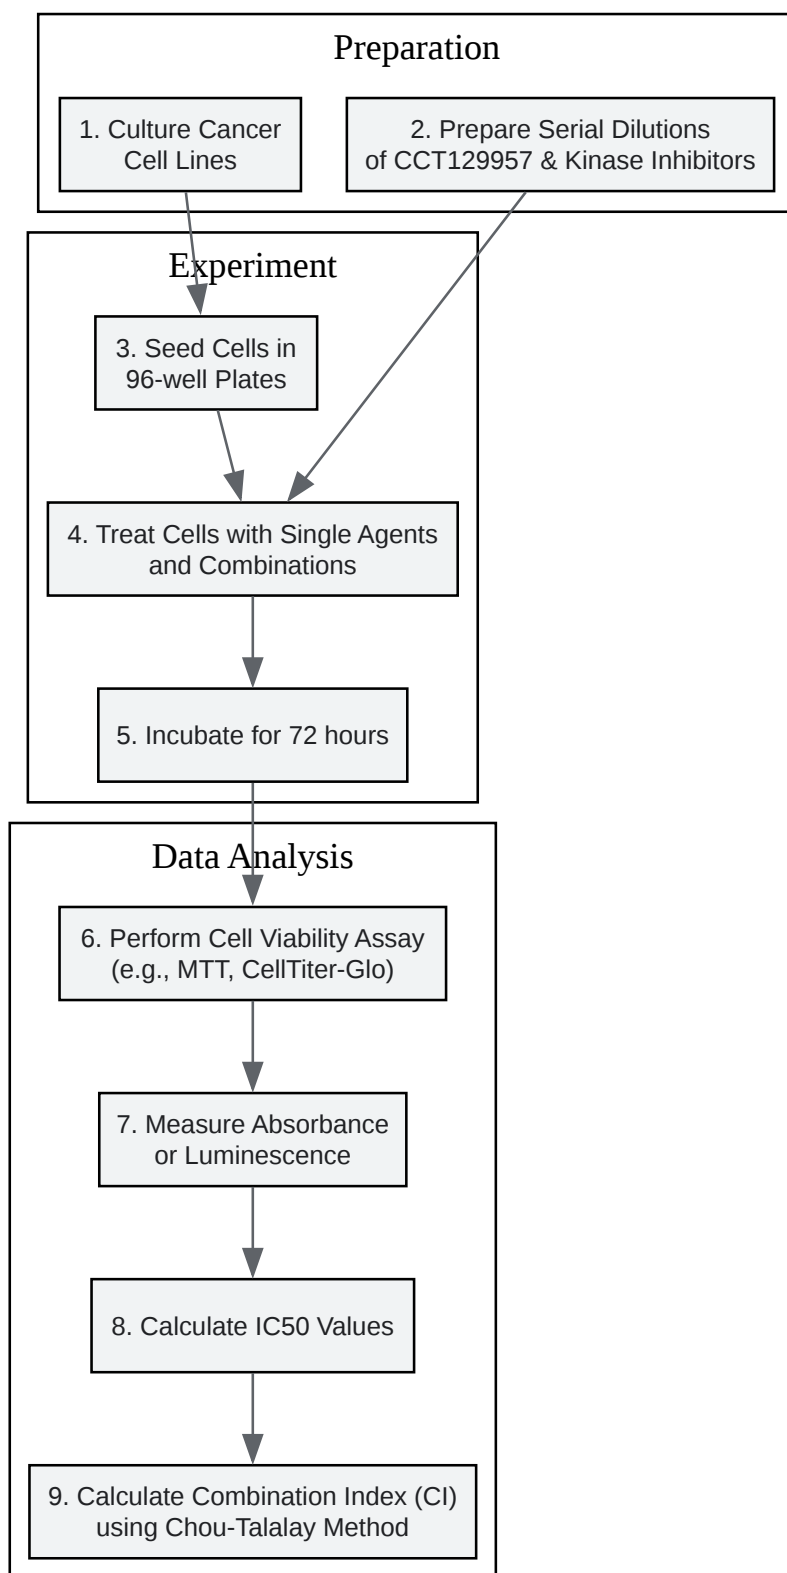 Preparation
1. Culture Cancer
Cell Lines
2. Prepare Serial Dilutions
of CCT129957 & Kinase Inhibitors
Experiment
3. Seed Cells in
96-well Plates
4. Treat Cells with Single Agents
and Combinations
5. Incubate for 72 hours
Data Analysis
6. Perform Cell Viability Assay
(e.g., MTT, CellTiter-Glo)
7. Measure Absorbance
or Luminescence
8. Calculate IC50 Values
9. Calculate Combination Index (CI)
using Chou-Talalay Method